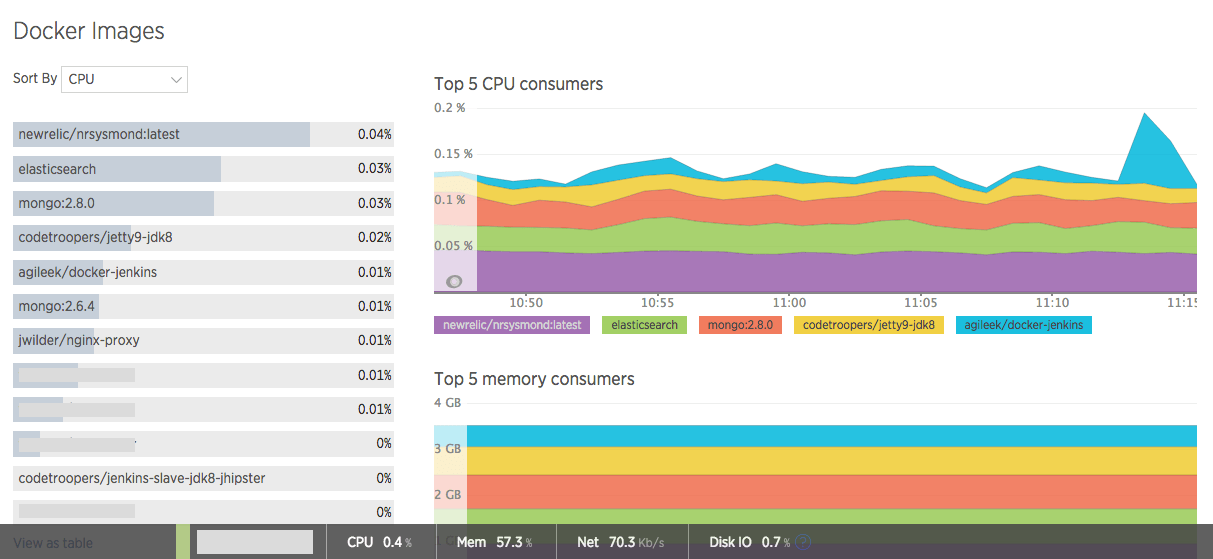 Docker Images
Sort By CPU
newrelic/nrsysmond:latest 0.04%
elasticsearch 0.03%
mongo:2.8.0 0.03%
codetroopers/jetty9-jdk8 0.02%
agileek/docker-jenkins 0.01%
mongo:2.6.4 0.01%
jwilder/nginx-proxy 0.01%
0.01%
0.01%
0%
codetroopers/jenkins-slave-jdk8-jhipster 0%
0%
View as table
Top 5 CPU consumers
0.2 %
0.15 %
0.1 %
0.05 %
10:50 10:55 11:00 11:05 11:10 11:15
newrelic/nrsysmond:latest elasticsearch mongo:2.8.0 codetroopers/jetty9-jdk8 agileek/docker-jenkins
Top 5 memory consumers
4 GB
3 GB
2 GB
1 GB
CPU 0.4 % Mem 57.3 % Net 70.3 Kb/s Disk IO 0.7 % ?